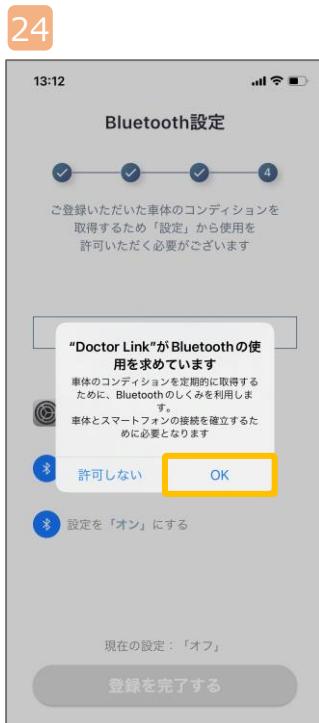 24
13:12
Bluetooth設定
4
ご登録いただいた車体のコンディションを
取得するため「設定」から使用を
許可いただく必要がございます
“Doctor Link”がBluetoothの使
用を求めています
車体のコンディションを定期的に取得する
ために、Bluetoothのしくみを利用しま
す。
車体とスマートフォンの接続を確立するた
めに必要となります
許可しない
OK
設定を「オン」にする
現在の設定：「オフ」
登録を完了する